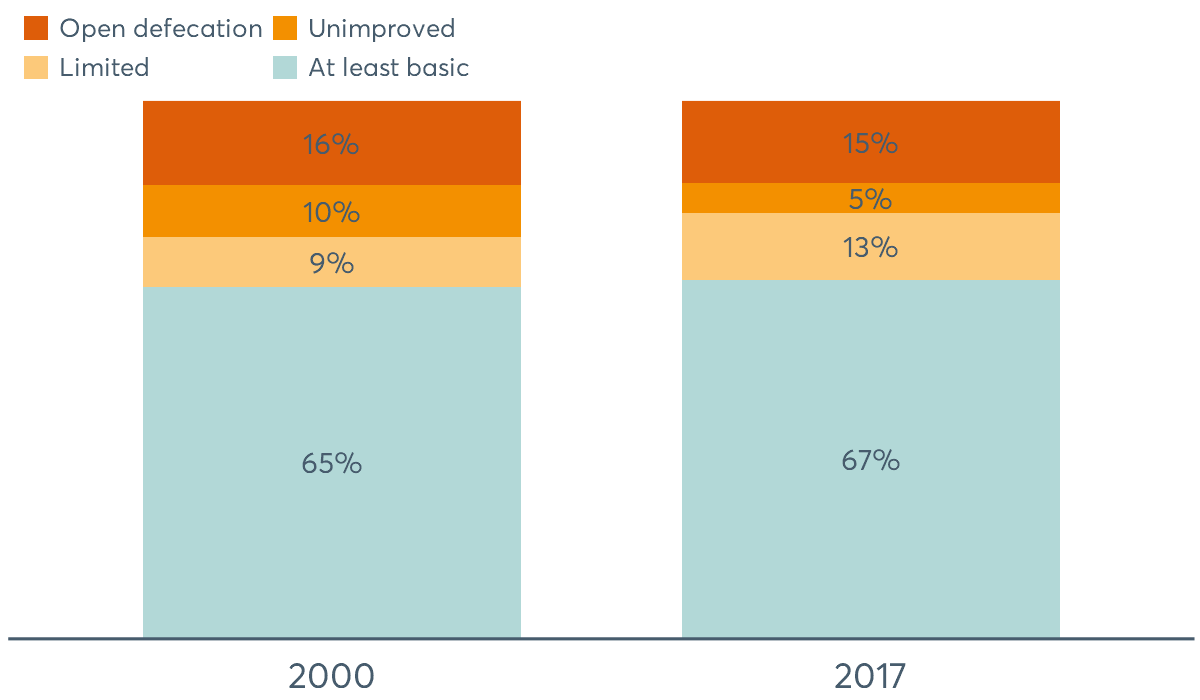 Open defecation Unimproved
Limited At least basic
16% 15%
10% 5%
9% 13%
65% 67%
2000 2017